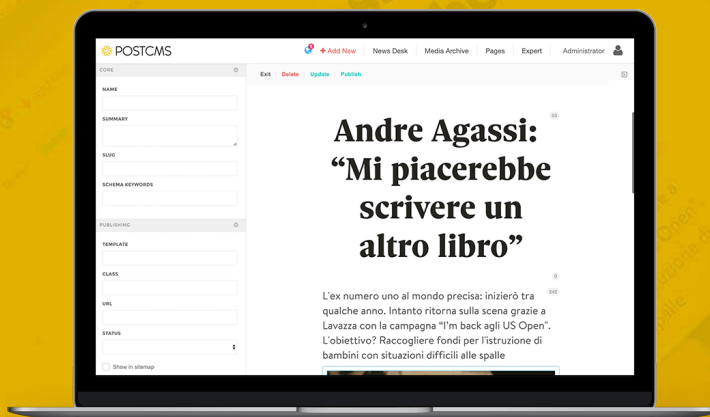 POSTCMS
1
+ Add New
News Desk
Media Archive
Pages
Expert
Administrator
CORE
NAME
SUMMARY
SLUG
SCHEMA KEYWORDS
PUBLISHING
TEMPLATE
CLASS
URL
STATUS
Show in sitemap
Exit
Delete
Update
Publish
Andre Agassi:
“Mi piacerebbe
scrivere un
altro libro”
0
242
L'ex numero uno al mondo precisa: inizierò tra
qualche anno. Intanto ritorna sulla scena grazie a
Lavazza con la campagna “I’m back agli US Open".
L'obiettivo? Raccogliere fondi per l'istruzione di
bambini con situazioni difficili alle spalle